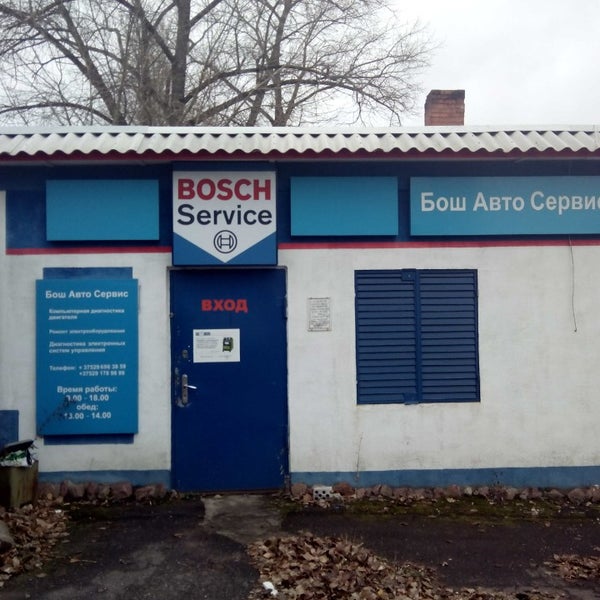 BOSCH
Service
Бош Авто Сервис
ВХОД
Бош Авто Сервис
Компьютерная диагностика
двигателя
Ремонт электрооборудования
Диагностика электронных
систем управления
Телефон: + 37529 698 38 59
+37529 178 98 99
Время работы:
9.00 - 18.00
обед:
13.00 - 14.00